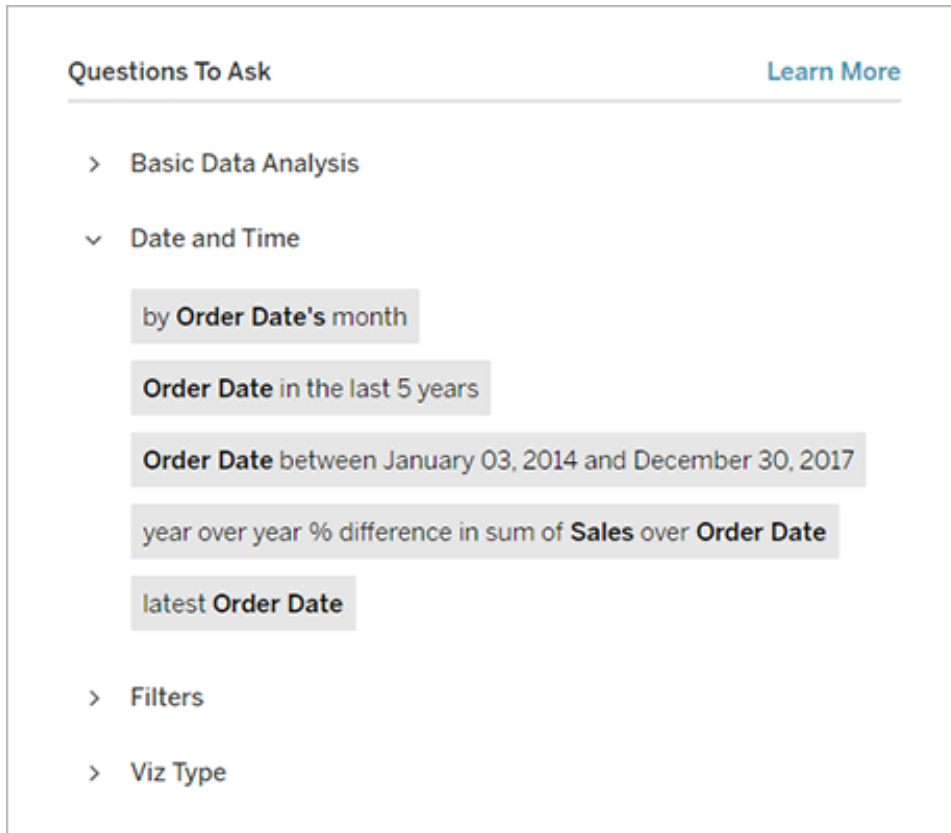 Questions To Ask Learn More
Basic Data Analysis
Date and Time
by Order Date's month
Order Date in the last 5 years
Order Date between January 03, 2014 and December 30, 2017
year over year % difference in sum of Sales over Order Date
latest Order Date
Filters
Viz Type